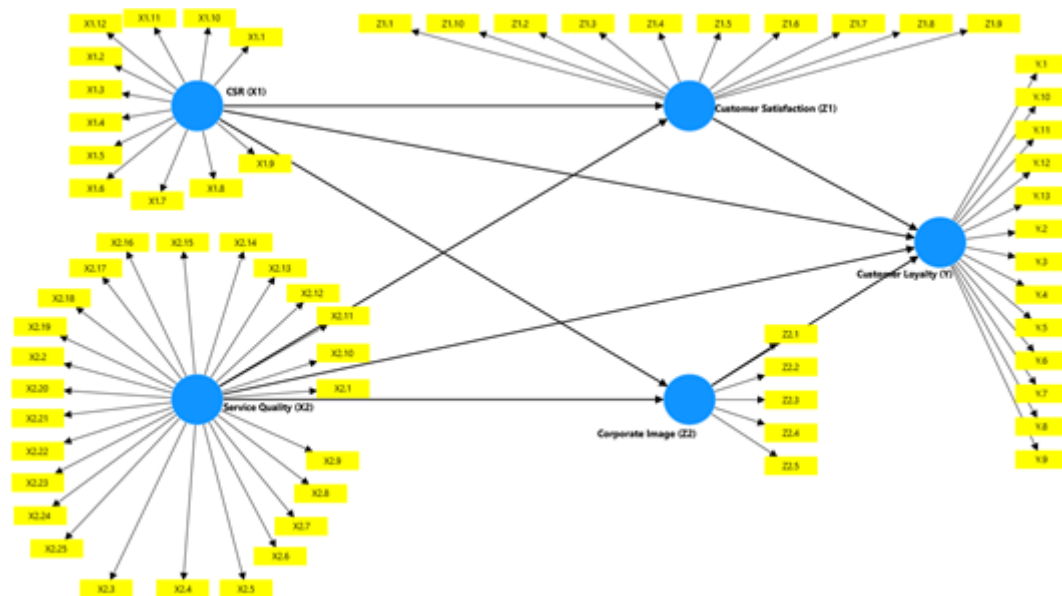 X1.12
X1.11
X1.10
X1.1
X1.2
X1.3
X1.4
X1.5
X1.6
X1.7
X1.8
X1.9
CSR (X1)
Z1.1
Z1.10
Z1.2
Z1.3
Z1.4
Z1.5
Z1.6
Z1.7
Z1.8
Z1.9
Customer Satisfaction (Z1)
Y.1
Y.10
Y.11
Y.12
Y.13
Y.2
Y.3
Y.4
Y.5
Y.6
Y.7
Y.8
Y.9
Customer Loyalty (Y)
X2.16
X2.15
X2.14
X2.17
X2.13
X2.18
X2.12
X2.19
X2.11
X2.2
X2.10
X2.20
X2.1
X2.21
Service Quality (X2)
X2.22
X2.9
X2.23
X2.8
X2.24
X2.7
X2.25
X2.6
X2.3
X2.4
X2.5
Z2.1
Z2.2
Z2.3
Z2.4
Z2.5
Corporate Image (Z2)